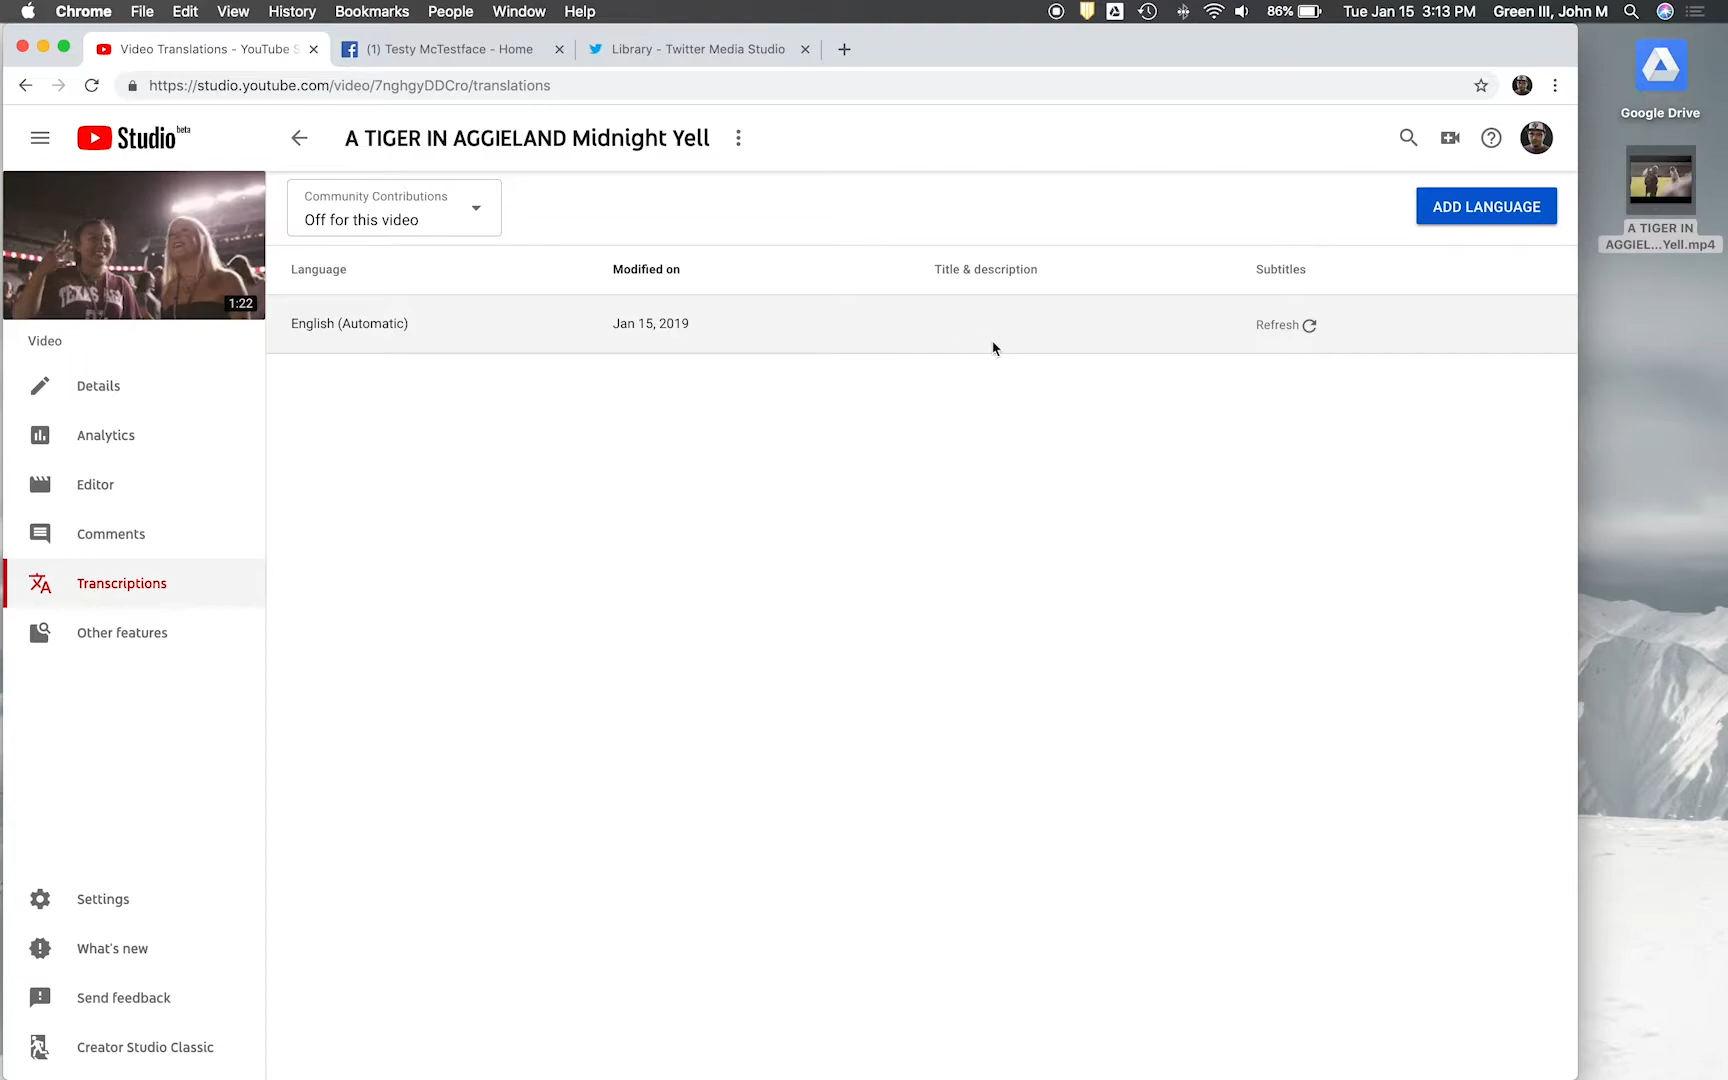 Chrome File Edit View History Bookmarks People Window Help 86% Tue Jan 15 3:13 PM Green III, John M
Video Translations - YouTube S
(1) Testy McTestface - Home
Library - Twitter Media Studio
https://studio.youtube.com/video/7nghgyDDCro/translations
Google Drive
Studio beta
A TIGER IN AGGIELAND Midnight Yell
A TIGER IN
AGGIEL...Yell.mp4
Community Contributions
Off for this video
ADD LANGUAGE
TEXAS
1:22
Language Modified on Title & description Subtitles
English (Automatic) Jan 15, 2019 Refresh
Video
Details
Analytics
Editor
Comments
Transcriptions
Other features
Settings
What's new
Send feedback
Creator Studio Classic